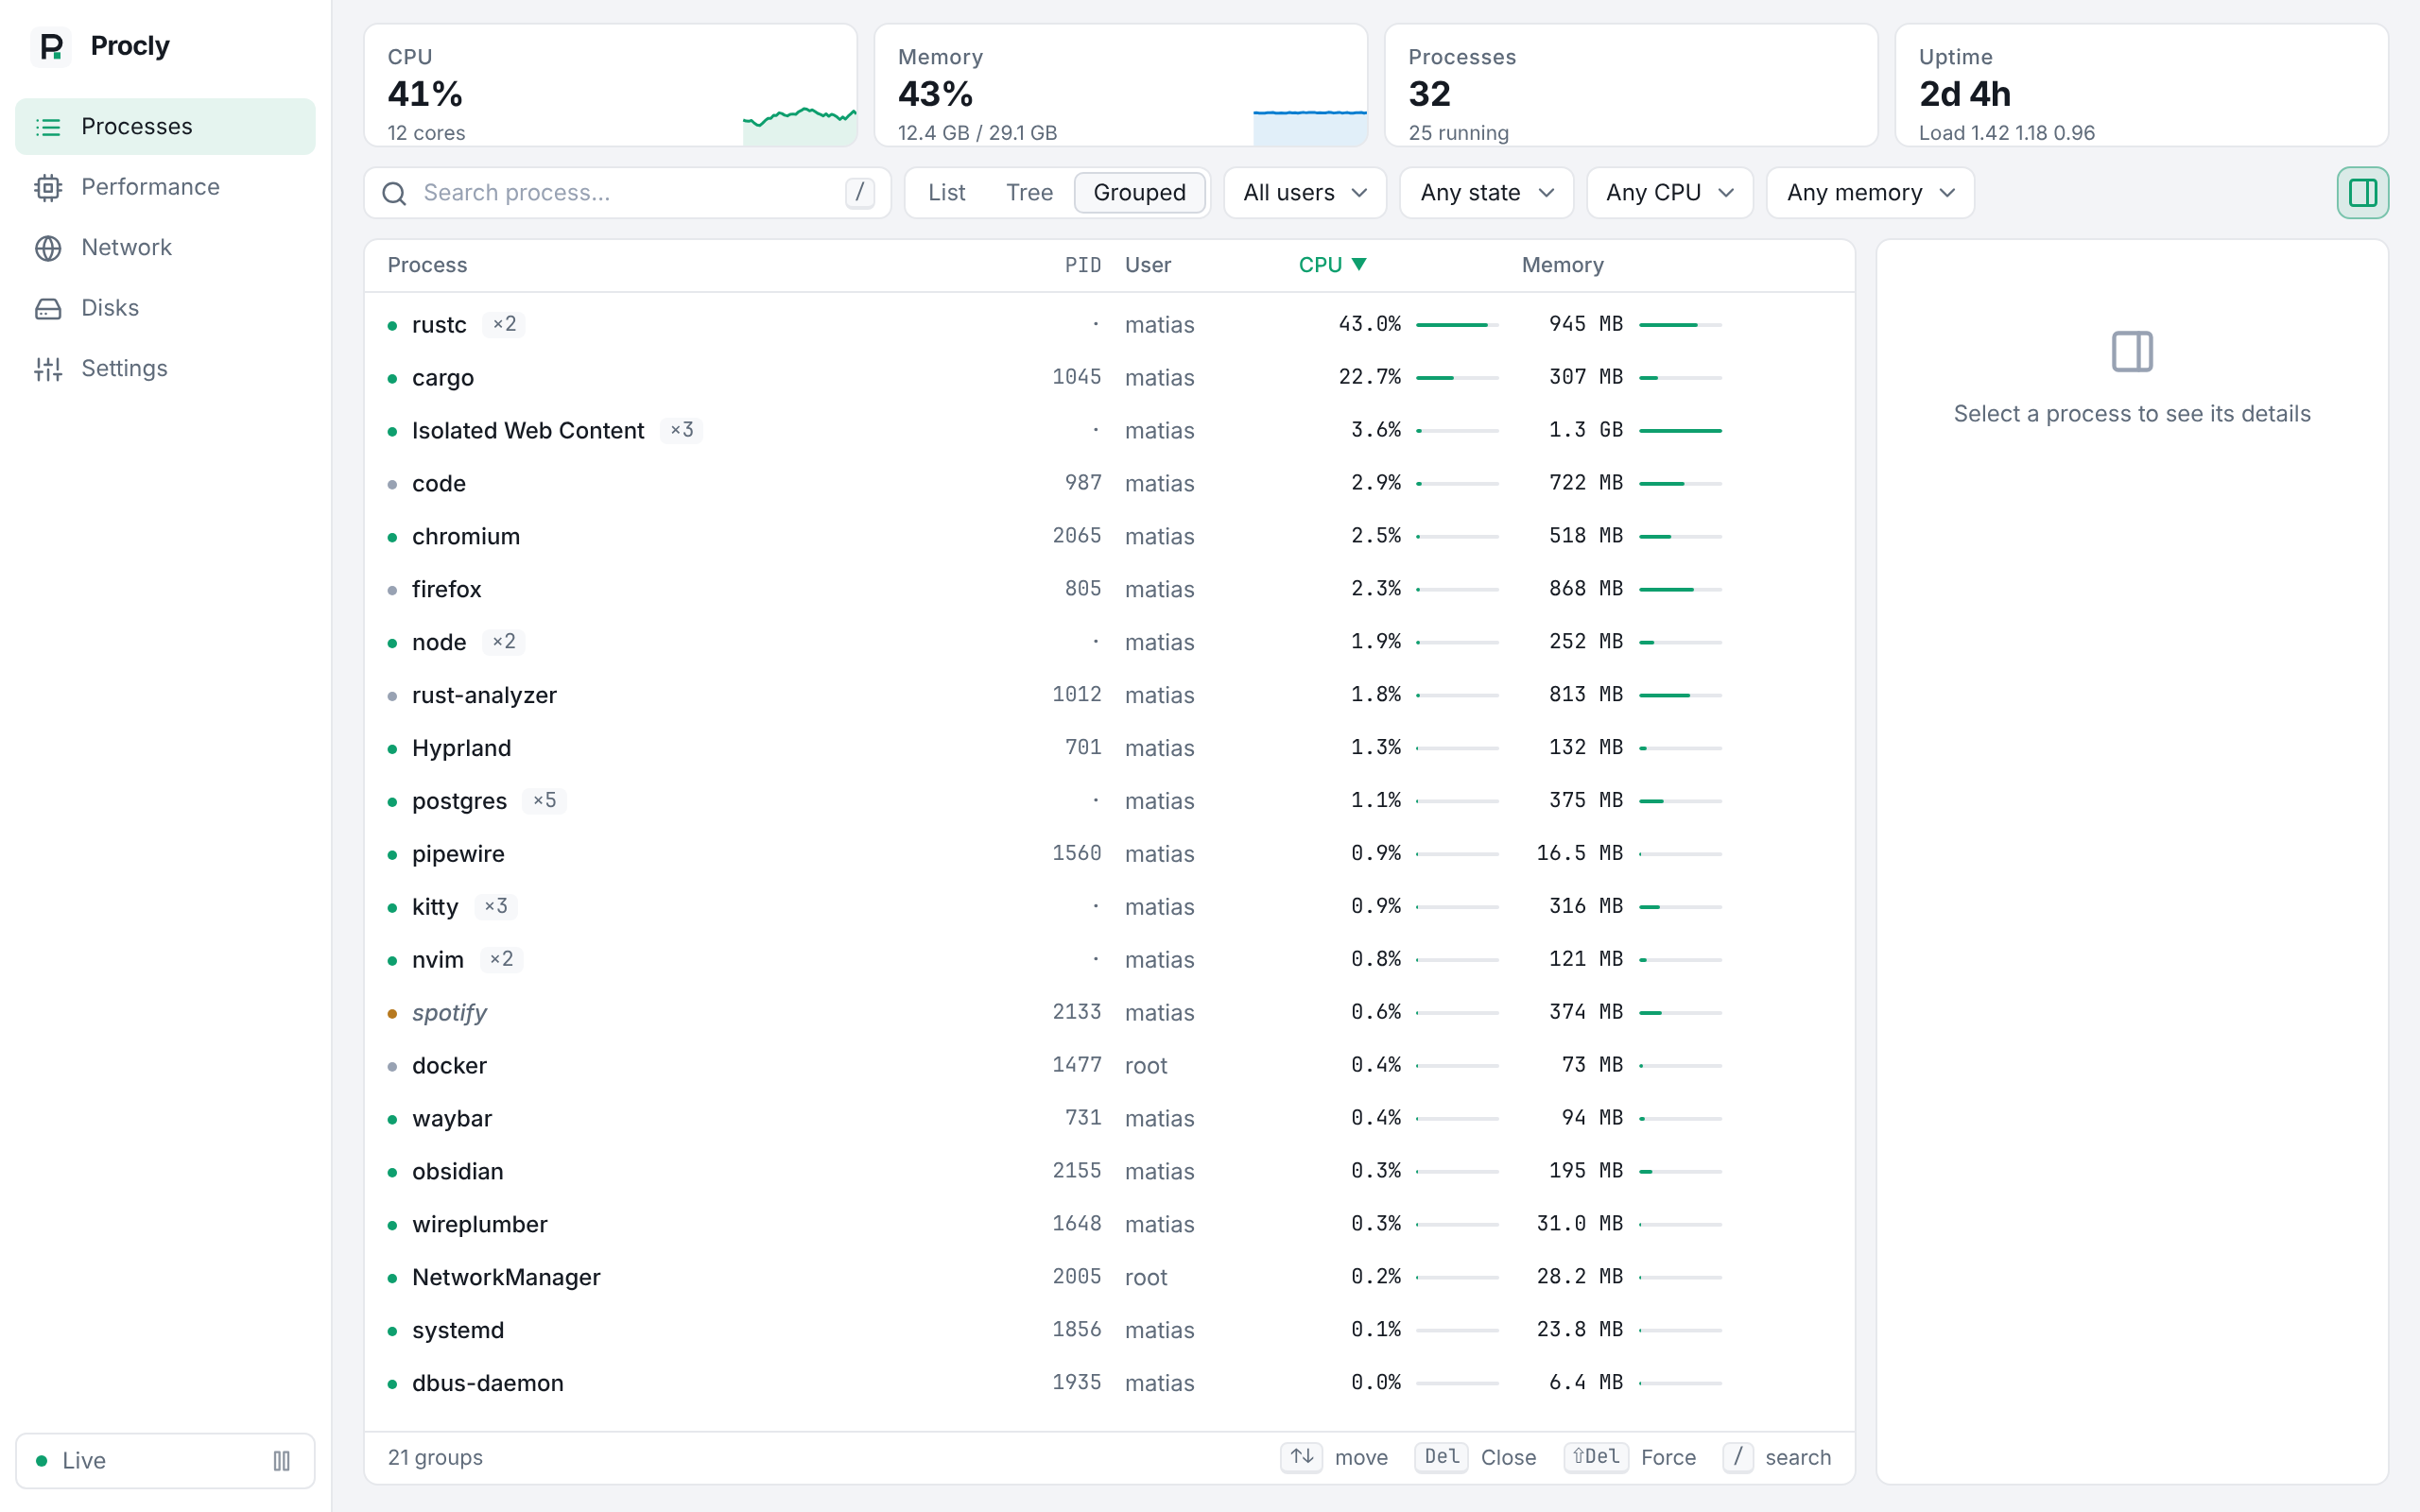 Procly
Processes
Performance
Network
Disks
Settings
Live
CPU
41%
12 cores
Memory
43%
12.4 GB / 29.1 GB
Processes
32
25 running
Uptime
2d 4h
Load 1.42 1.18 0.96
Search process... /
List Tree Grouped
All users
Any state
Any CPU
Any memory
Process PID User CPU ▼ Memory
rustc ×2 · matias 43.0% 945 MB
cargo 1045 matias 22.7% 307 MB
Isolated Web Content ×3 · matias 3.6% 1.3 GB
code 987 matias 2.9% 722 MB
chromium 2065 matias 2.5% 518 MB
firefox 805 matias 2.3% 868 MB
node ×2 · matias 1.9% 252 MB
rust-analyzer 1012 matias 1.8% 813 MB
Hyprland 701 matias 1.3% 132 MB
postgres ×5 · matias 1.1% 375 MB
pipewire 1560 matias 0.9% 16.5 MB
kitty ×3 · matias 0.9% 316 MB
nvim ×2 · matias 0.8% 121 MB
spotify 2133 matias 0.6% 374 MB
docker 1477 root 0.4% 73 MB
waybar 731 matias 0.4% 94 MB
obsidian 2155 matias 0.3% 195 MB
wireplumber 1648 matias 0.3% 31.0 MB
NetworkManager 2005 root 0.2% 28.2 MB
systemd 1856 matias 0.1% 23.8 MB
dbus-daemon 1935 matias 0.0% 6.4 MB
21 groups ↑↓ move Del Close ⇧Del Force / search
Select a process to see its details